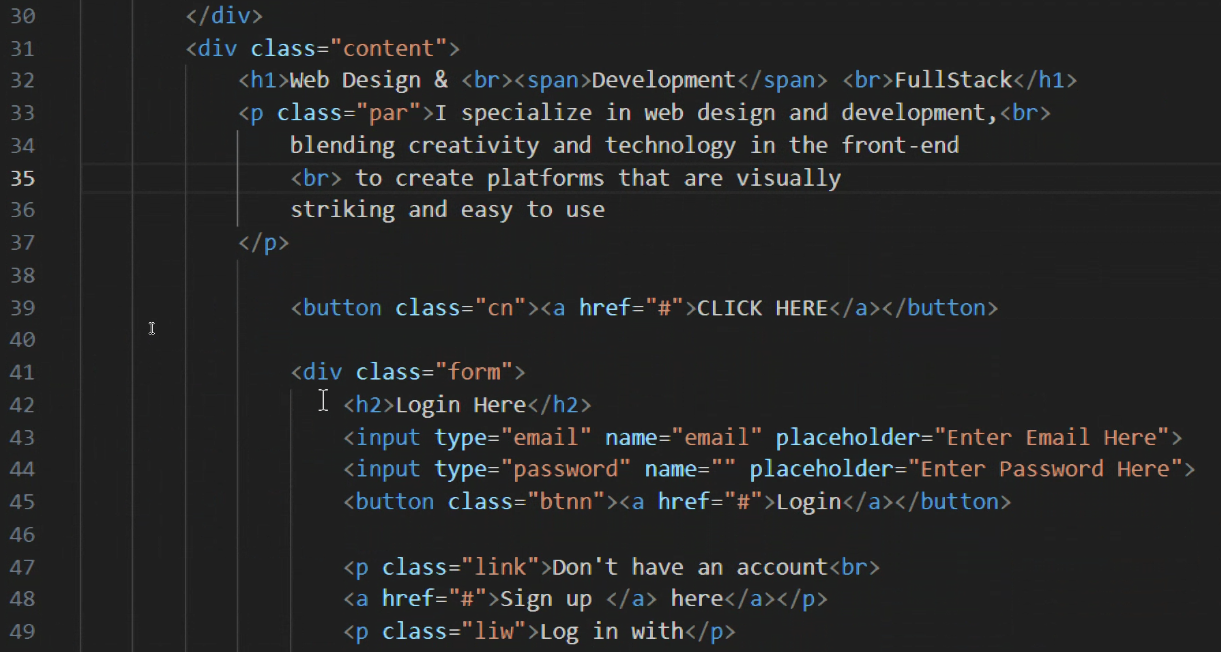 30 </div>
31 <div class="content">
32 <h1>Web Design & <br><span>Development</span> <br>FullStack</h1>
33 <p class="par">I specialize in web design and development,<br>
34 blending creativity and technology in the front-end
35 <br> to create platforms that are visually
36 striking and easy to use
37 </p>
38
39 <button class="cn"><a href="#">CLICK HERE</a></button>
40
41 <div class="form">
42 <h2>Login Here</h2>
43 <input type="email" name="email" placeholder="Enter Email Here">
44 <input type="password" name="" placeholder="Enter Password Here">
45 <button class="btnn"><a href="#">Login</a></button>
46
47 <p class="link">Don't have an account<br>
48 <a href="#">Sign up </a> here</a></p>
49 <p class="liw">Log in with</p>